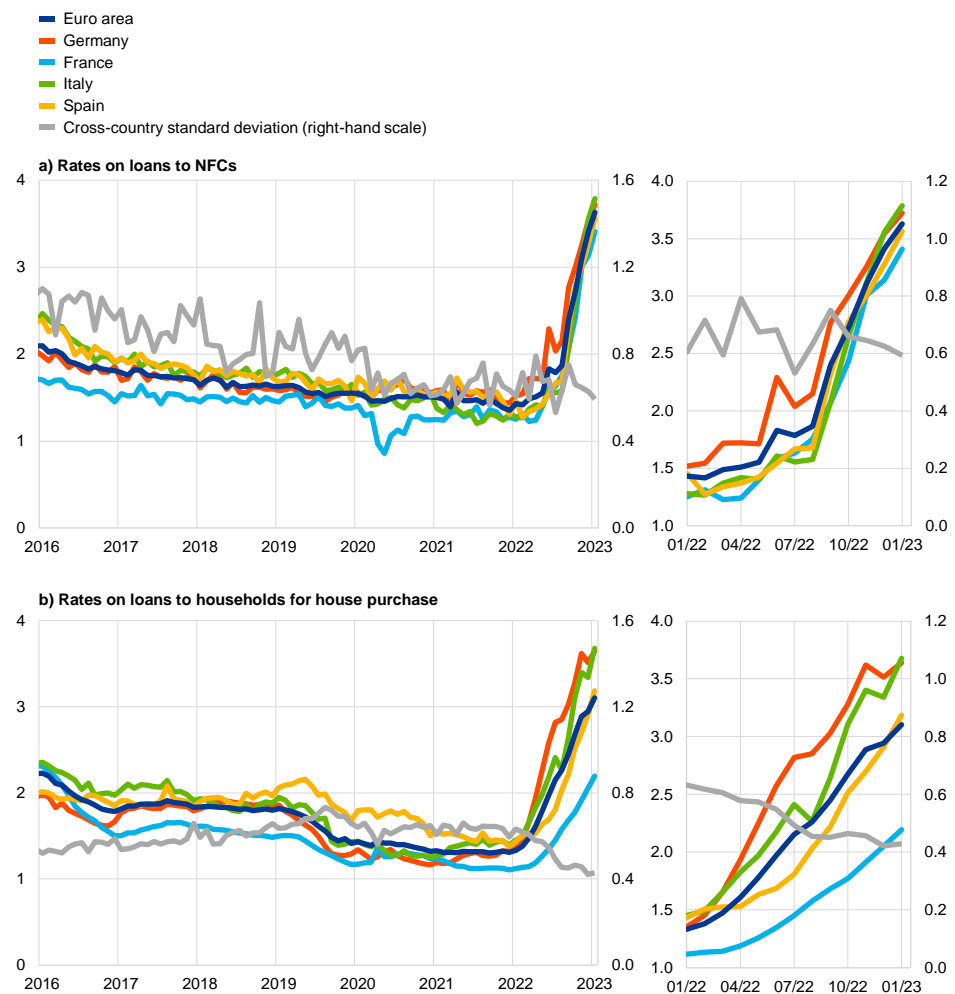 Euro area
Germany
France
Italy
Spain
Cross-country standard deviation (right-hand scale)
a) Rates on loans to NFCs
4 1.6 4.0 1.2
3.5 1.0
3 1.2
3.0 0.8
2 0.8 2.5 0.6
2.0 0.4
1 0.4
1.5 0.2
0 0.0 1.0 0.0
2016 2017 2018 2019 2020 2021 2022 2023 01/22 04/22 07/22 10/22 01/23
b) Rates on loans to households for house purchase
4 1.6 4.0 1.2
3.5 1.0
3 1.2
3.0 0.8
2 0.8 2.5 0.6
2.0 0.4
1 0.4
1.5 0.2
0 0.0 1.0 0.0
2016 2017 2018 2019 2020 2021 2022 2023 01/22 04/22 07/22 10/22 01/23